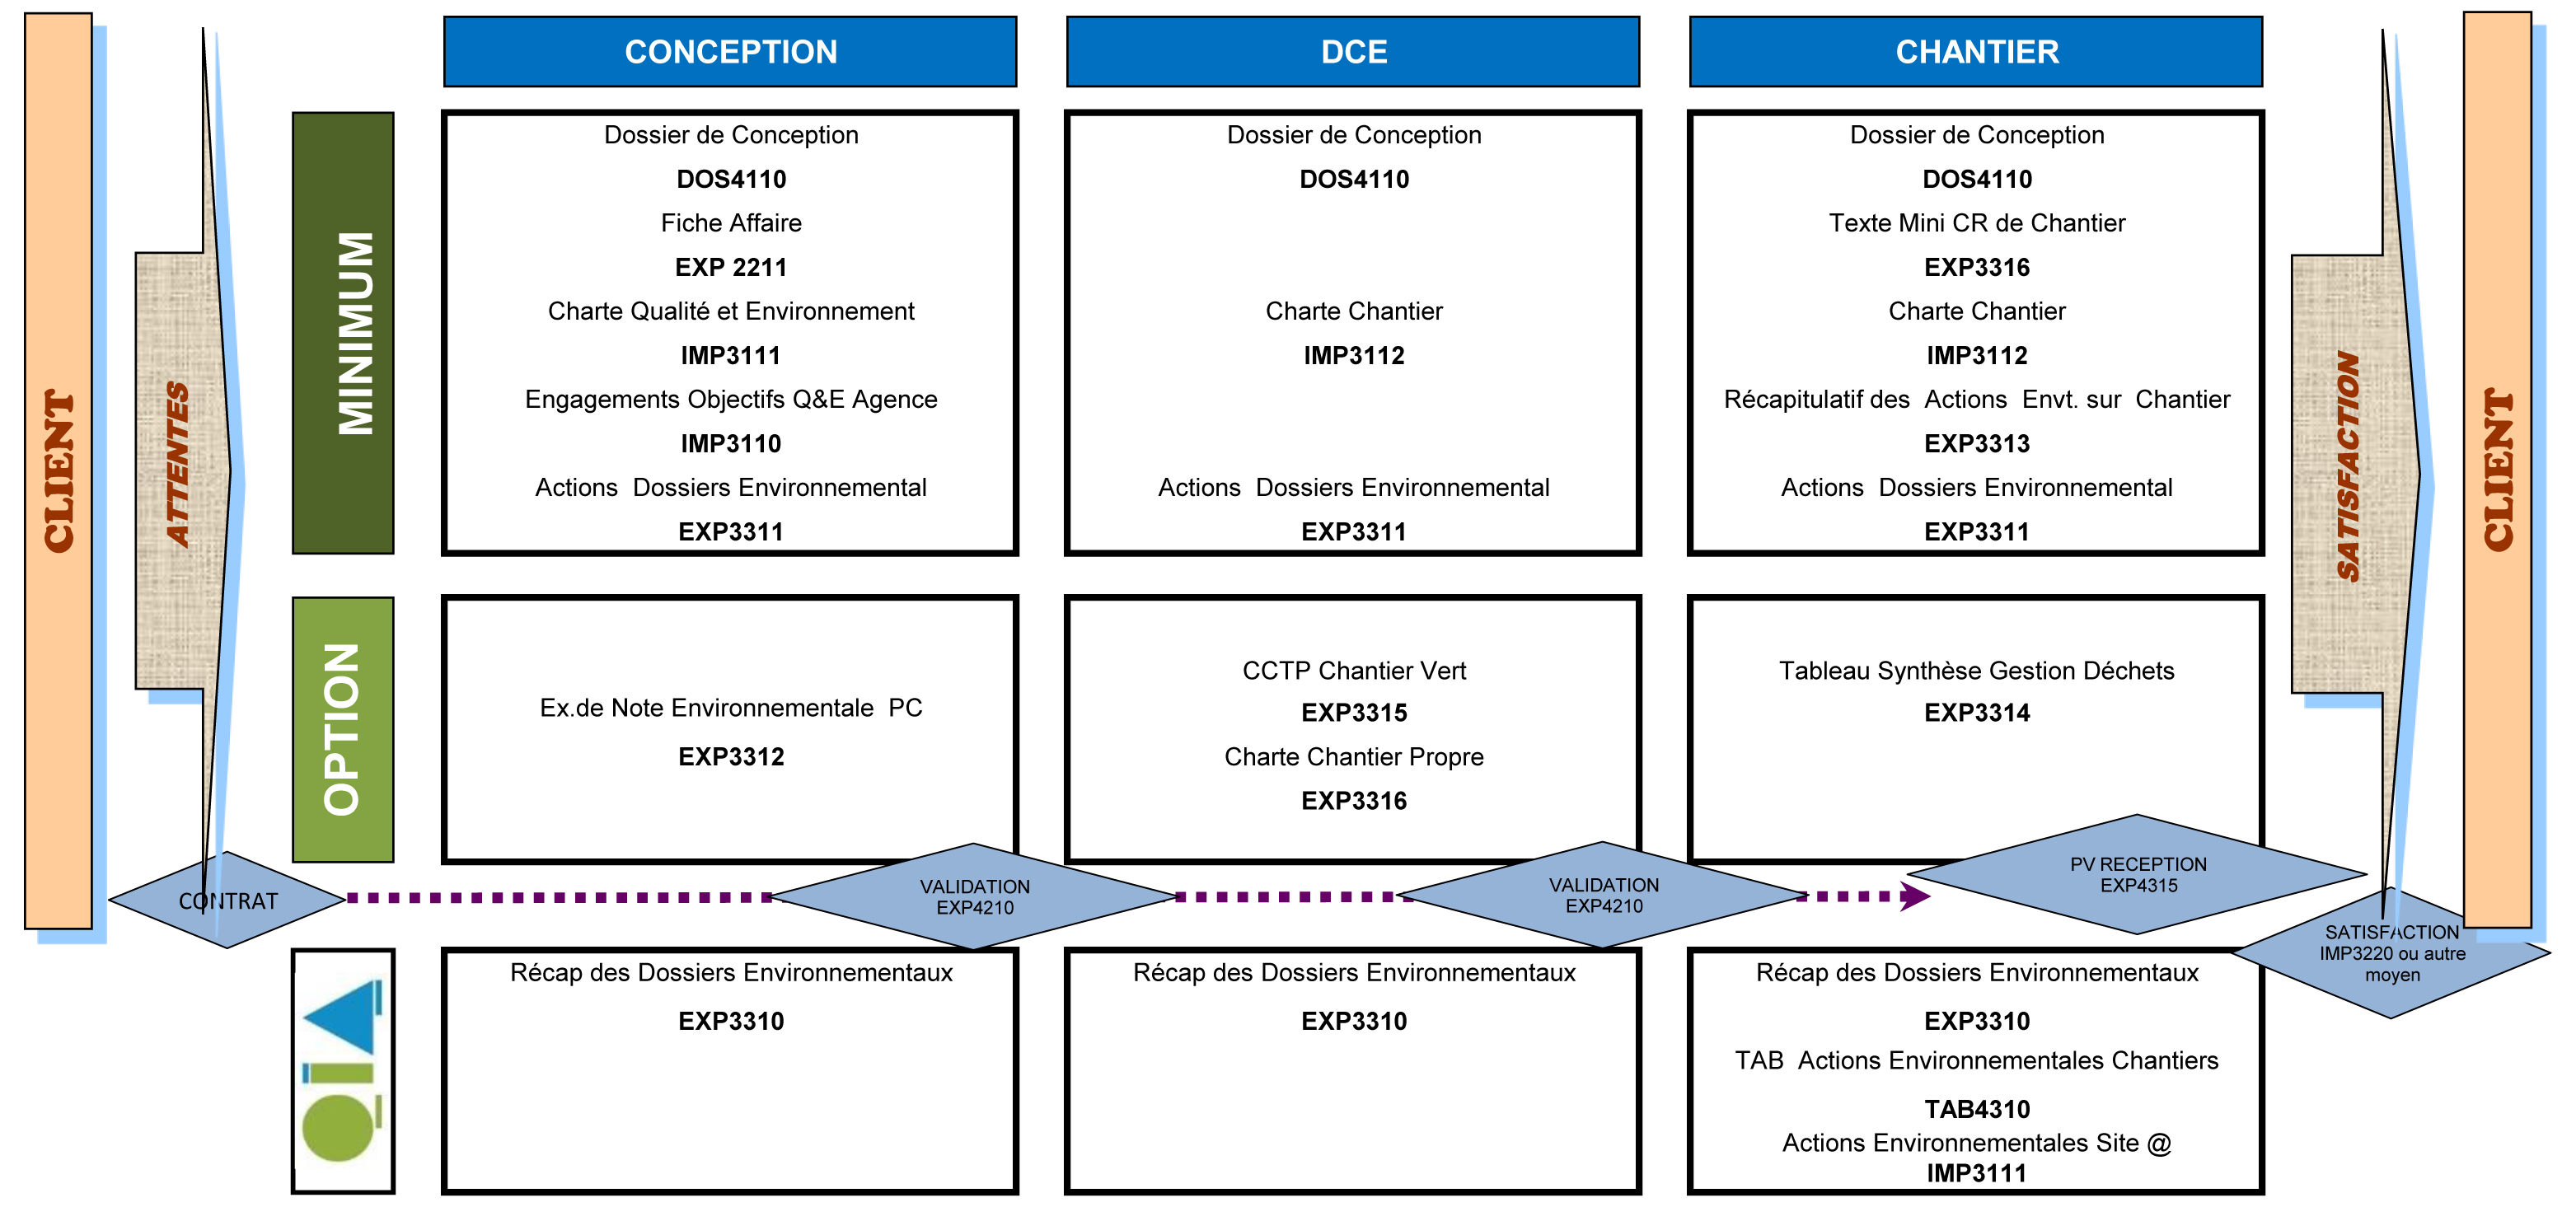 CLIENT
ATTENTES
CONCEPTION
DCE
CHANTIER
MINIMUM
Dossier de Conception
DOS4110
Fiche Affaire
EXP 2211
Charte Qualité et Environnement
IMP3111
Engagements Objectifs Q&E Agence
IMP3110
Actions Dossiers Environnemental
EXP3311
Dossier de Conception
DOS4110
Charte Chantier
IMP3112
Actions Dossiers Environnemental
EXP3311
Dossier de Conception
DOS4110
Texte Mini CR de Chantier
EXP3316
Charte Chantier
IMP3112
Récapitulatif des Actions Envt. sur Chantier
EXP3313
Actions Dossiers Environnemental
EXP3311
SATISFACTION
CLIENT
OPTION
Ex.de Note Environnementale PC
EXP3312
CCTP Chantier Vert
EXP3315
Charte Chantier Propre
EXP3316
Tableau Synthèse Gestion Déchets
EXP3314
CONTRAT
VALIDATION
EXP4210
VALIDATION
EXP4210
PV RECEPTION
EXP4315
SATISFACTION
IMP3220 ou autre
moyen
QIA
Récap des Dossiers Environnementaux
EXP3310
Récap des Dossiers Environnementaux
EXP3310
Récap des Dossiers Environnementaux
EXP3310
TAB Actions Environnementales Chantiers
TAB4310
Actions Environnementales Site @
IMP3111